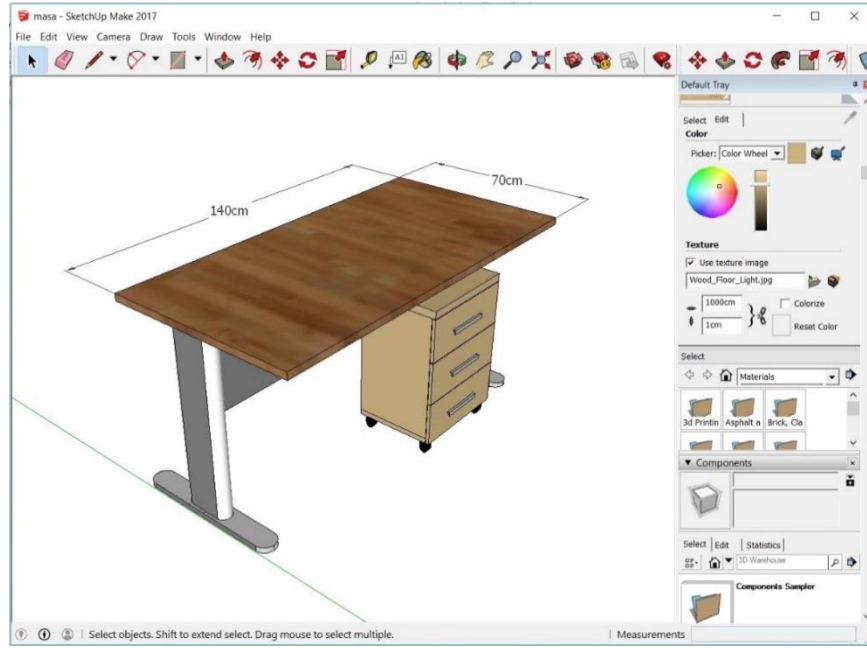 masa - SketchUp Make 2017
File Edit View Camera Draw Tools Window Help
A1
Default Tray
Select Edit
Color
Picker: Color Wheel
140cm
70cm
Texture
Use texture image
Wood_Floor_Light.jpg
1000cm
Colorize
1cm
Reset Color
Select
Materials
3d Printin Asphalt a Brick, Cla
Components
Select Edit Statistics
3D Warehouse
Components Sampler
Select objects. Shift to extend select. Drag mouse to select multiple.
Measurements